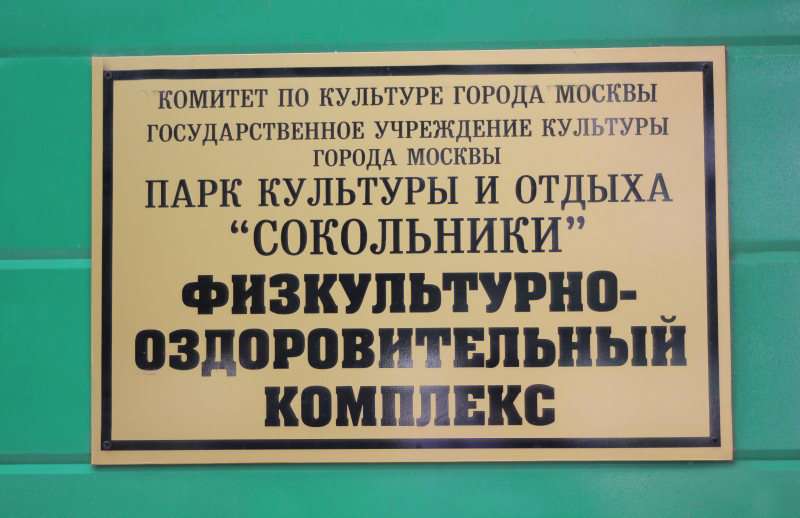 КОМИТЕТ ПО КУЛЬТУРЕ ГОРОДА МОСКВЫ
ГОСУДАРСТВЕННОЕ УЧРЕЖДЕНИЕ КУЛЬТУРЫ
ГОРОДА МОСКВЫ
ПАРК КУЛЬТУРЫ И ОТДЫХА
“СОКОЛЬНИКИ”
ФИЗКУЛЬТУРНО-
ОЗДОРОВИТЕЛЬНЫЙ
КОМПЛЕКС